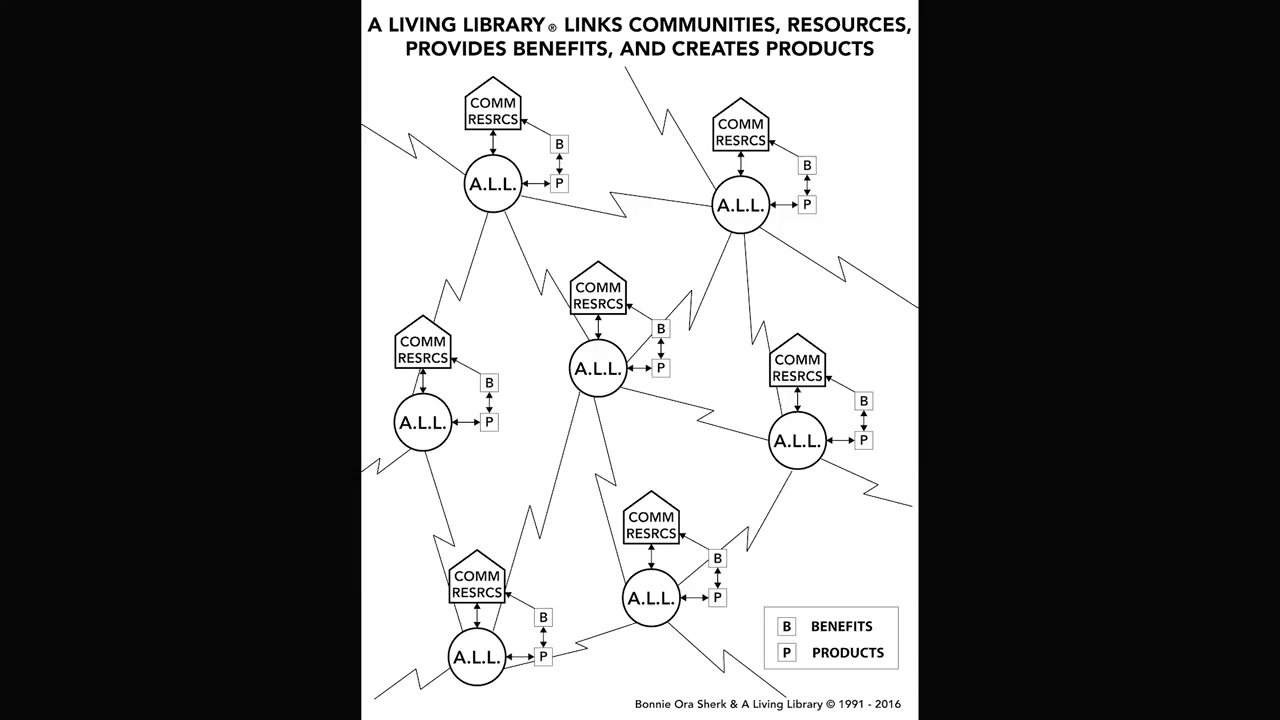 A LIVING LIBRARY® LINKS COMMUNITIES, RESOURCES,
PROVIDES BENEFITS, AND CREATES PRODUCTS
COMM
RESRCS
B
A.L.L.
P
COMM
RESRCS
B
A.L.L.
P
COMM
RESRCS
B
A.L.L.
P
COMM
RESRCS
B
A.L.L.
P
COMM
RESRCS
B
A.L.L.
P
COMM
RESRCS
B
A.L.L.
P
COMM
RESRCS
B
A.L.L.
P
B BENEFITS
P PRODUCTS
Bonnie Ora Sherk & A Living Library © 1991 - 2016